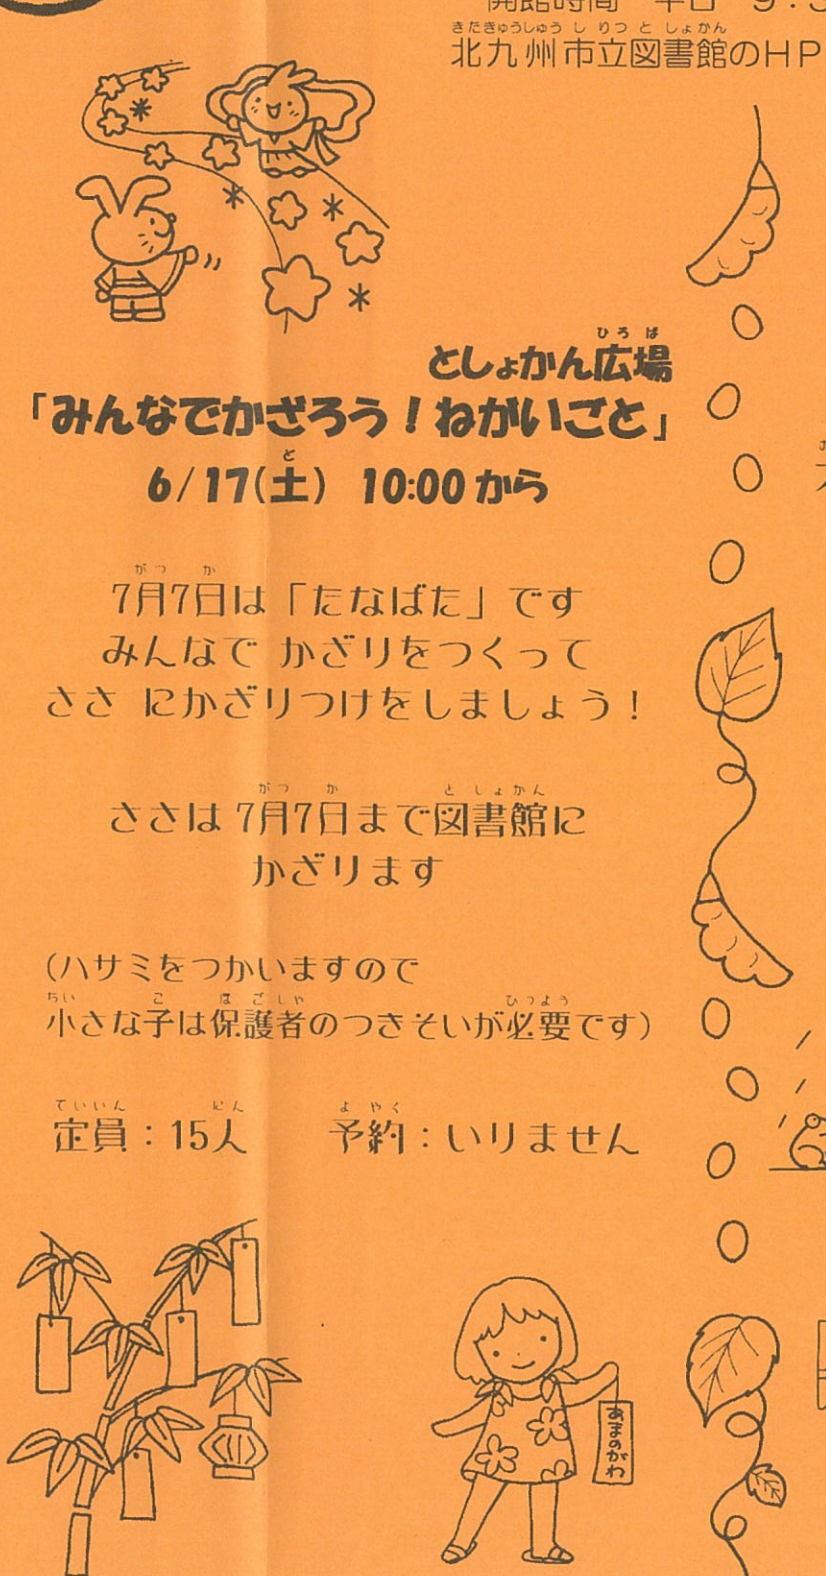 開館時間 平日 9:
北九州市立図書館のHP
としょかん広場
「みんなでかざろう!ねがいごと」
6/17(土) 10:00から
7月7日は「たなばた」です
みんなで かざりをつくって
ささ にかざりつけをしましょう!
ささは7月7日まで図書館に
かざります
(ハサミをつかいますので
小さな子は保護者のつきそいが必要です)
定員:15人 予約:いりません
あまのがわ